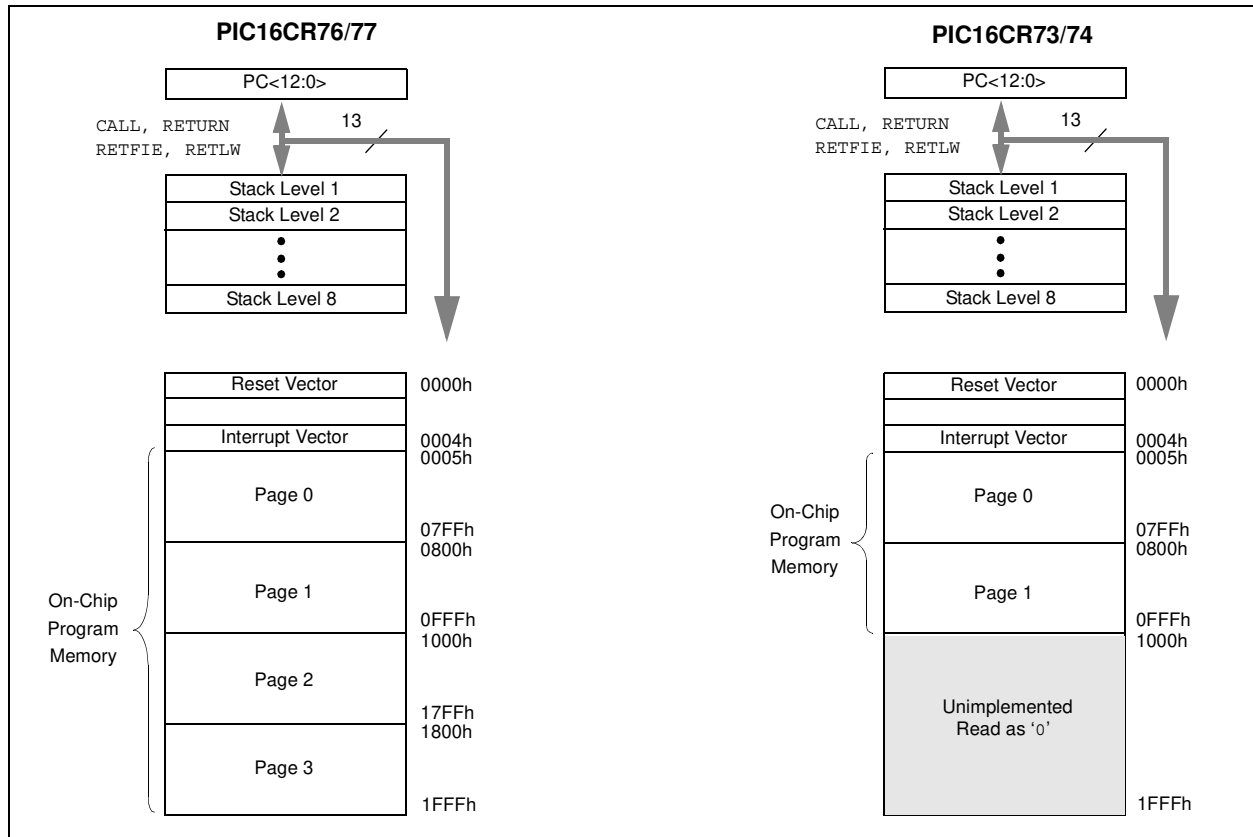 PIC16CR76/77
PC<12:0>
CALL, RETURN
RETFIE, RETLW
13
Stack Level 1
Stack Level 2
Stack Level 8
Reset Vector
0000h
Interrupt Vector
0004h
0005h
Page 0
07FFh
0800h
Page 1
0FFFh
1000h
Page 2
17FFh
1800h
Page 3
1FFFh
On-Chip
Program
Memory
PIC16CR73/74
PC<12:0>
CALL, RETURN
RETFIE, RETLW
13
Stack Level 1
Stack Level 2
Stack Level 8
Reset Vector
0000h
Interrupt Vector
0004h
0005h
Page 0
07FFh
0800h
Page 1
0FFFh
1000h
On-Chip
Program
Memory
Unimplemented
Read as ‘0’
1FFFh